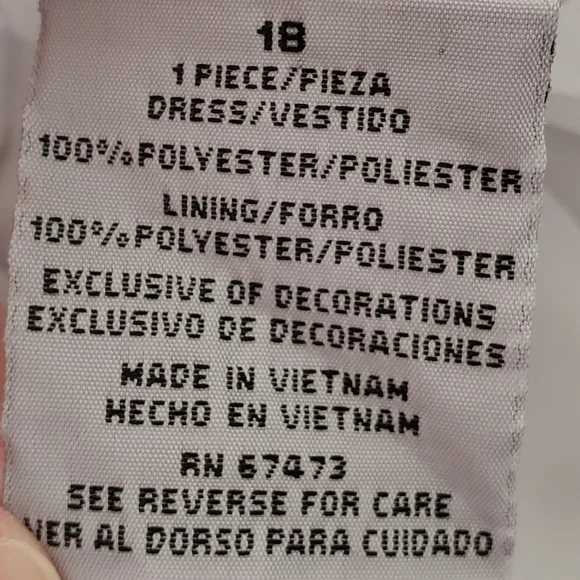 18
1 PIECE/PIEZA
DRESS/VESTIDO
100% POLYESTER/POLIESTER
LINING/FORRO
100% POLYESTER/POLIESTER
EXCLUSIVE OF DECORATIONS
EXCLUSIVO DE DECORACIONES
MADE IN VIETNAM
HECHO EN VIETNAM
RN 67473
SEE REVERSE FOR CARE
VER AL DORSO PARA CUIDADO